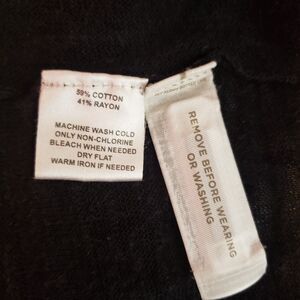 59% COTTON
41% RAYON
MACHINE WASH COLD
ONLY NON-CHLORINE
BLEACH WHEN NEEDED
DRY FLAT
WARM IRON IF NEEDED
REMOVE BEFORE WEARING
OR WASHING